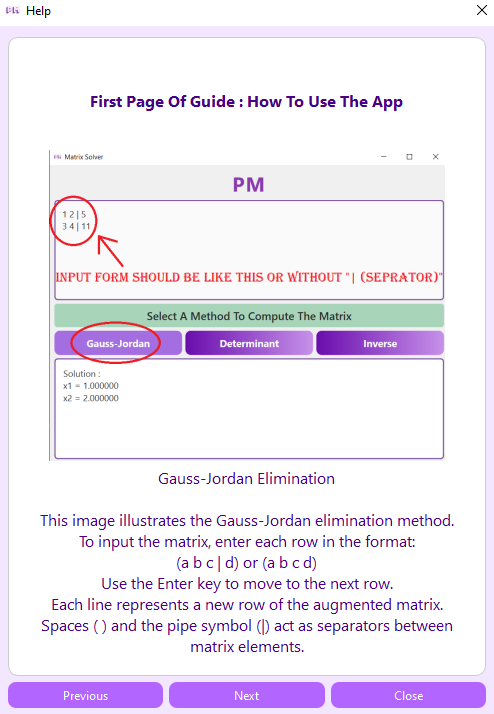 PM Help
First Page Of Guide : How To Use The App
PM Matrix Solver
PM
1 2 | 5
3 4 | 11
INPUT FORM SHOULD BE LIKE THIS OR WITHOUT "| (SEPRATOR)"
Select A Method To Compute The Matrix
Gauss-Jordan Determinant Inverse
Solution :
x1 = 1.000000
x2 = 2.000000
Gauss-Jordan Elimination
This image illustrates the Gauss-Jordan elimination method.
To input the matrix, enter each row in the format:
(a b c | d) or (a b c d)
Use the Enter key to move to the next row.
Each line represents a new row of the augmented matrix.
Spaces ( ) and the pipe symbol (|) act as separators between
matrix elements.
Previous Next Close